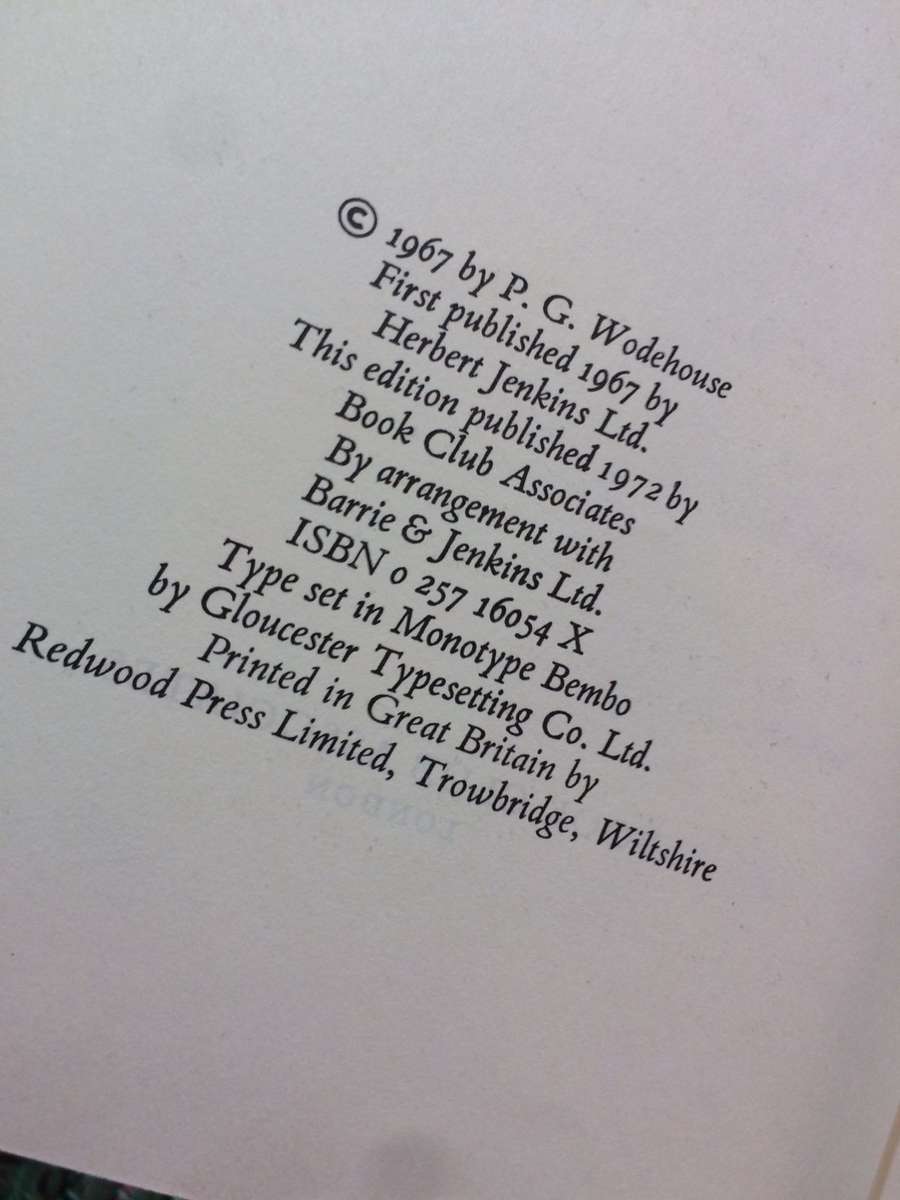 © 1967 by P. G. Wodehouse
First published 1967 by
Herbert Jenkins Ltd.
This edition published 1972 by
Book Club Associates
By arrangement with
Barrie & Jenkins Ltd.
ISBN 0 257 16054 X
Type set in Monotype Bembo
by Gloucester Typesetting Co. Ltd.
Printed in Great Britain by
Redwood Press Limited, Trowbridge, Wiltshire
LONDON